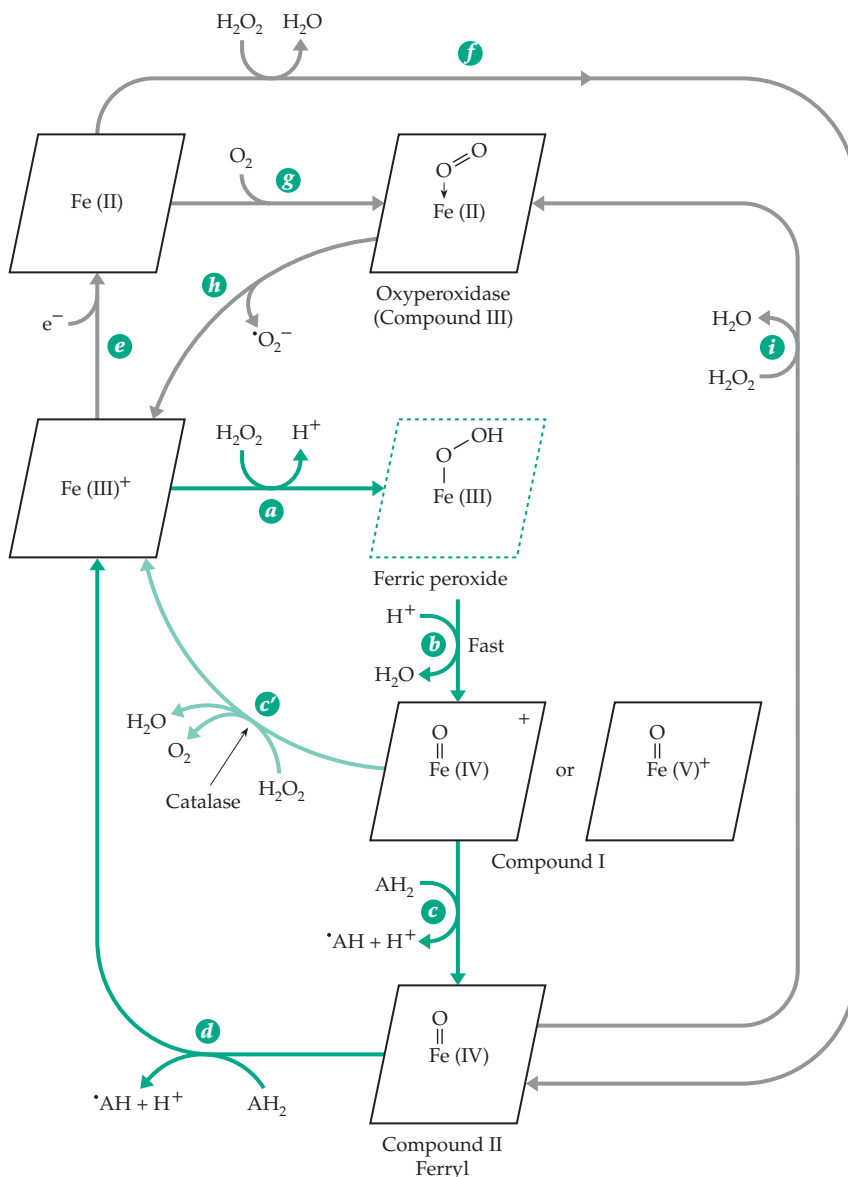 H₂O₂ H₂O
f
Fe (II)
O₂
g
O=O
Fe (II)
Oxyperoxidase
(Compound III)
h
•O₂⁻
e⁻
e
H₂O
i
H₂O₂
Fe (III)⁺
H₂O₂ H⁺
a
O–OH
Fe (III)
Ferric peroxide
H⁺
b Fast
H₂O
c′
H₂O
O₂
H₂O₂
Catalase
O +
Fe (IV)
or
O
Fe (V)⁺
Compound I
AH₂
c
•AH + H⁺
O
Fe (IV)
d
•AH + H⁺ AH₂
Compound II
Ferryl